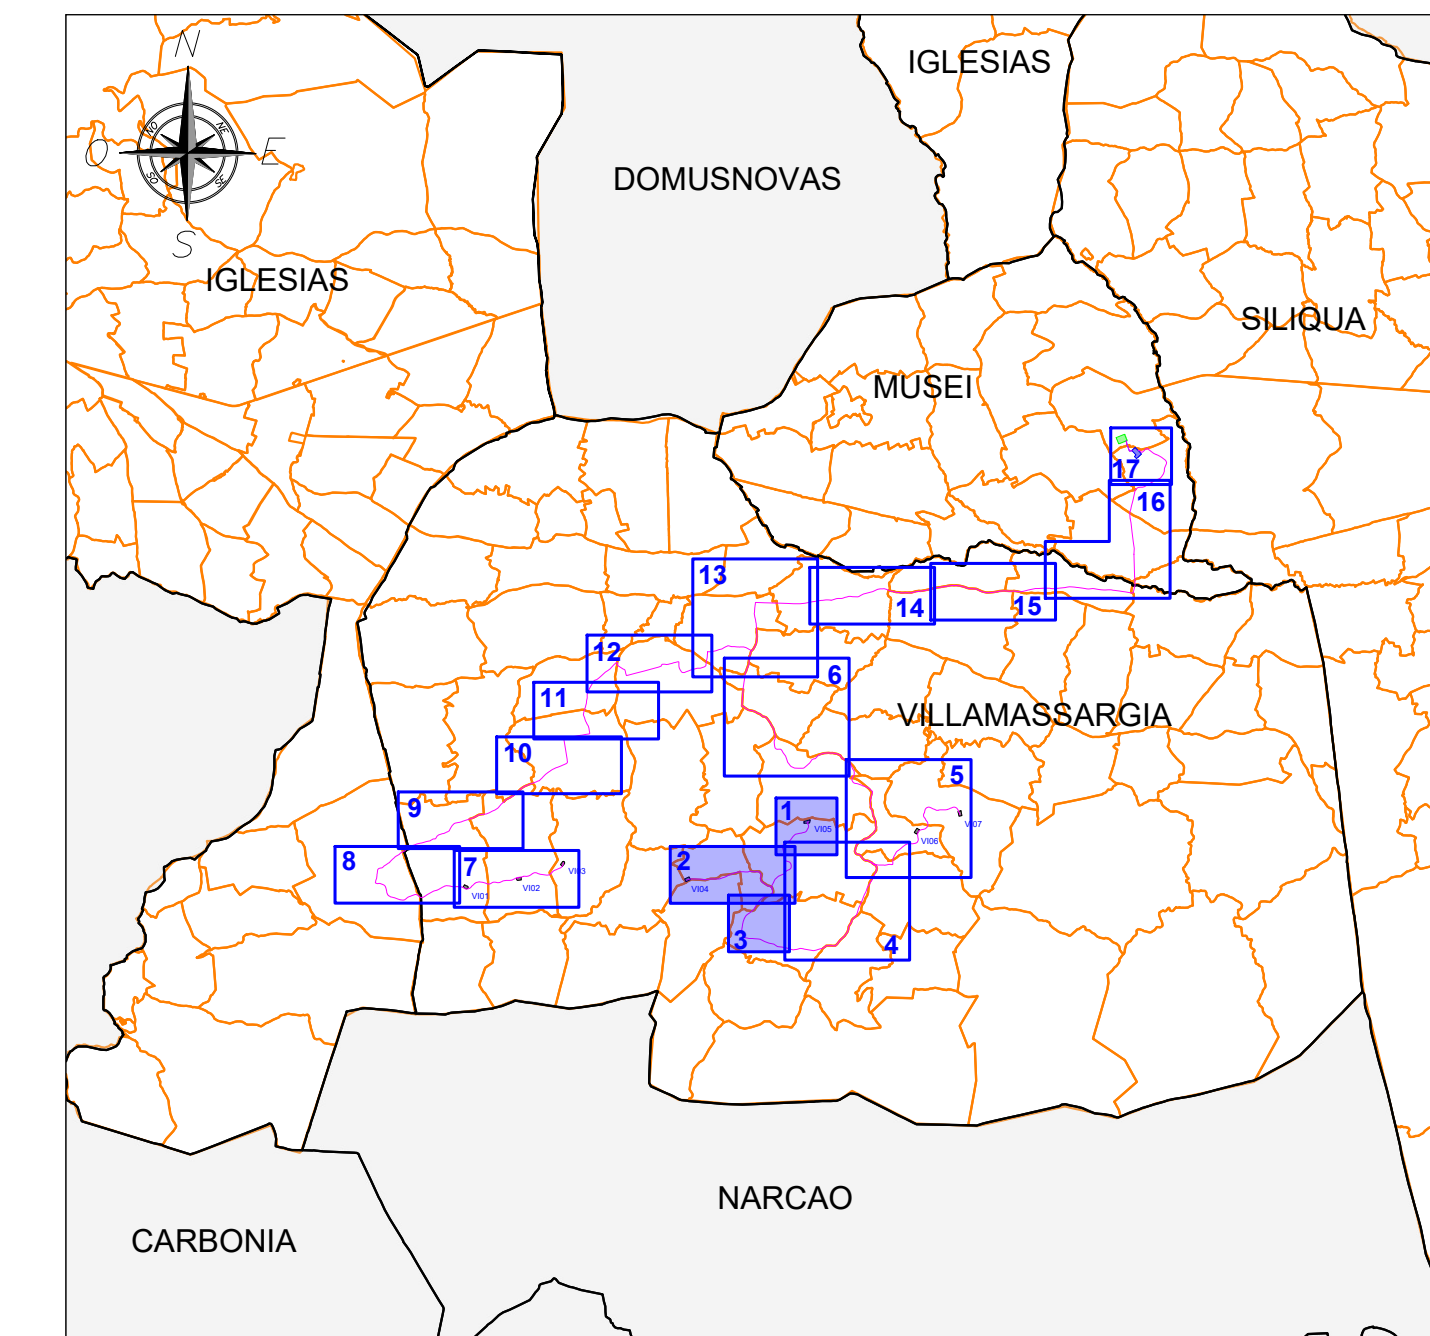 N
NO
NE
O
E
SO
SE
S
IGLESIAS
DOMUSNOVAS
IGLESIAS
SILIQUA
MUSEI
17
16
13
14
15
12
6
11
VILLAMASSARGIA
10
5
9
1
VI05
VI07
VI06
8
7
VI03
VI02
VI01
2
VI04
3
4
NARCAO
CARBONIA